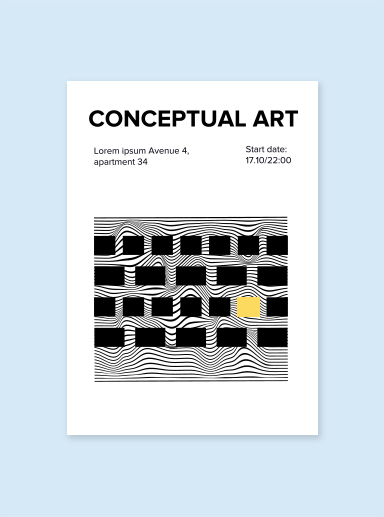 CONCEPTUAL ART
Lorem ipsum Avenue 4,
apartment 34
Start date:
17.10/22:00